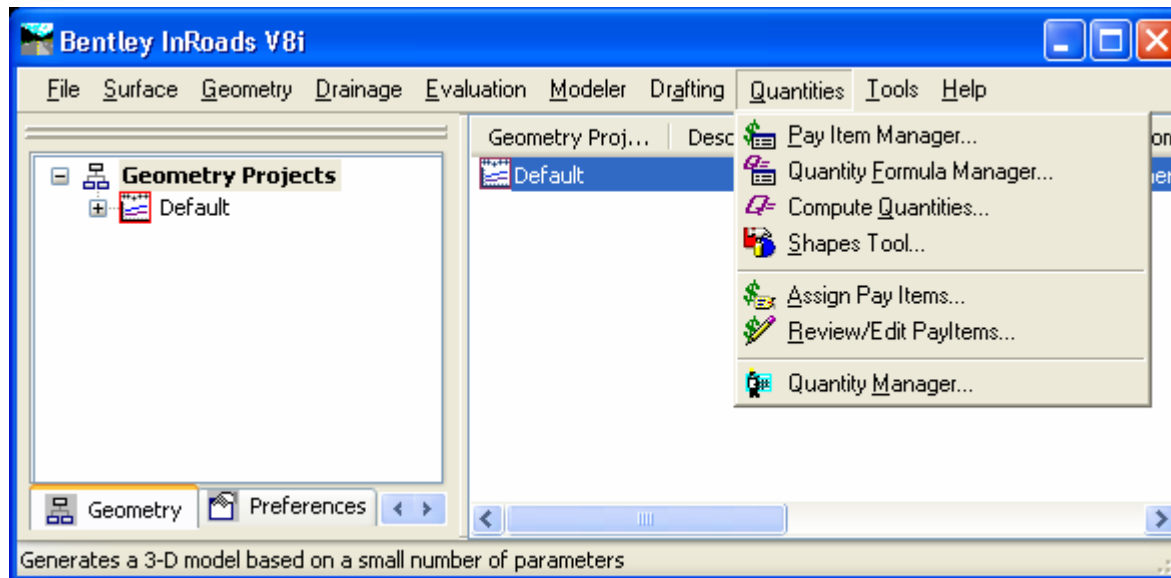 Bentley InRoads V8i
File Surface Geometry Drainage Evaluation Modeler Drafting Quantities Tools Help
Geometry Projects
Default
Geometry Preferences
Geometry Proj... Desc
Default
Pay Item Manager...
Quantity Formula Manager...
Compute Quantities...
Shapes Tool...
Assign Pay Items...
Review/Edit PayItems...
Quantity Manager...
Generates a 3-D model based on a small number of parameters